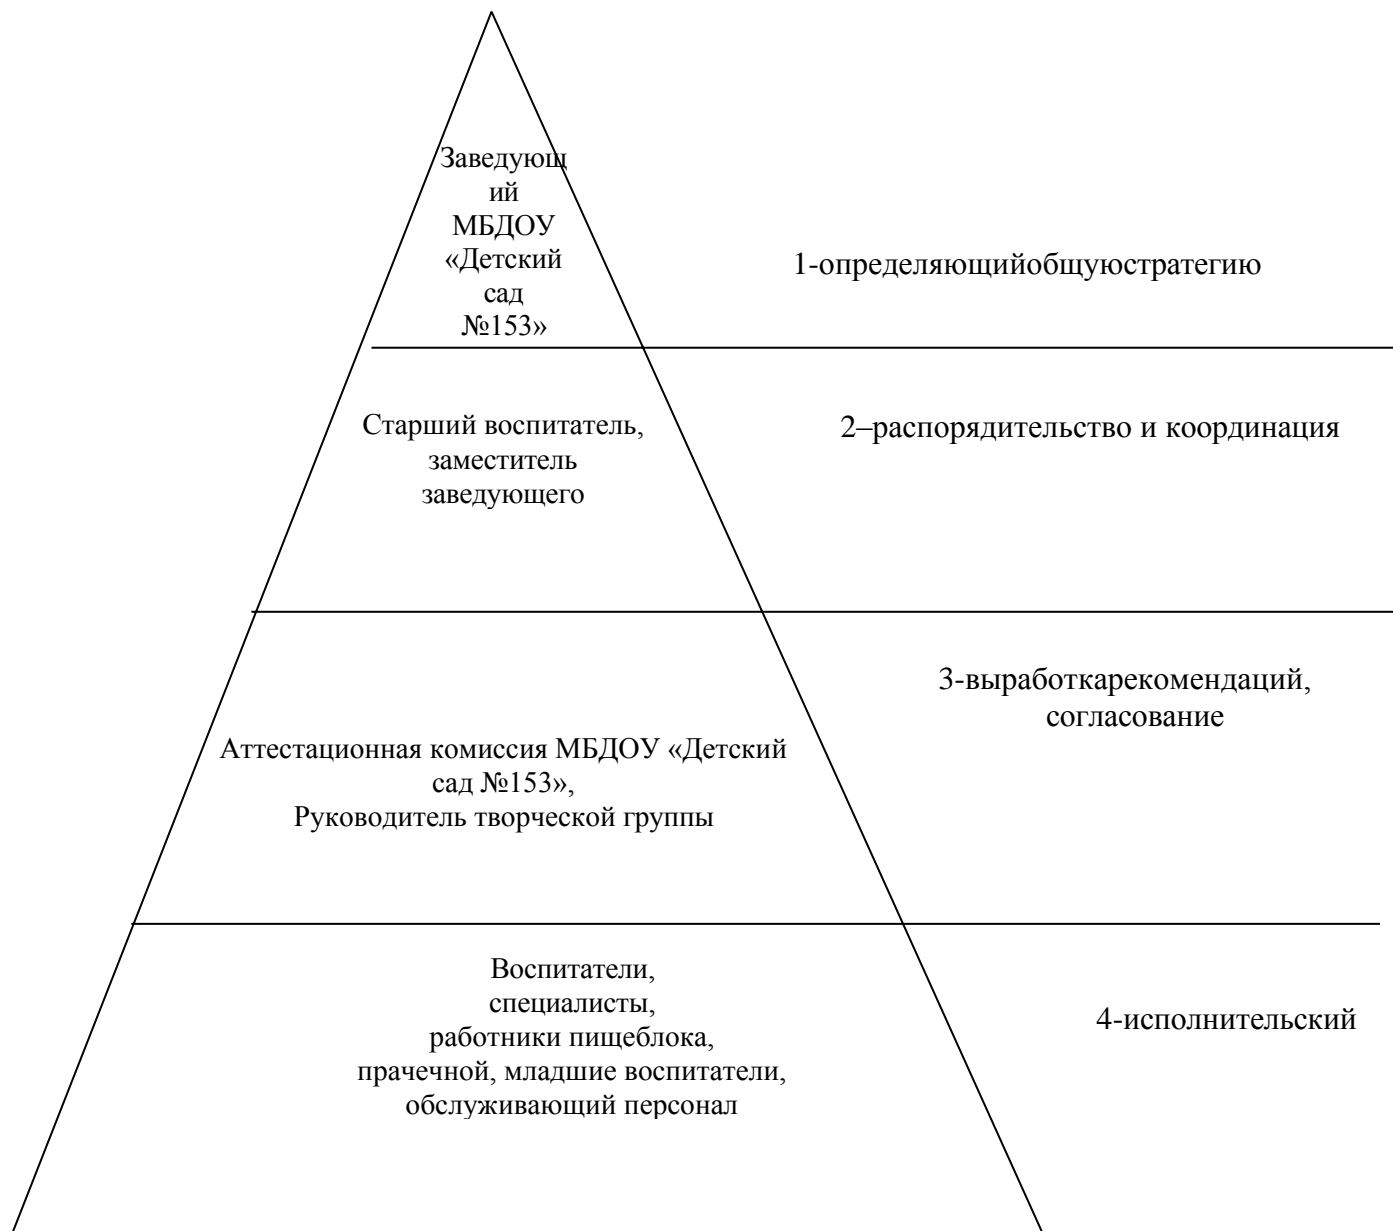 Заведующ
ий
МБДОУ
«Детский
сад
№153»
1-определяющийобщуюстратегию
Старший воспитатель,
заместитель
заведующего
2–распорядительство и координация
3-выработкарекомендаций,
согласование
Аттестационная комиссия МБДОУ «Детский
сад №153»,
Руководитель творческой группы
Воспитатели,
специалисты,
работники пищеблока,
прачечной, младшие воспитатели,
обслуживающий персонал
4-исполнительский